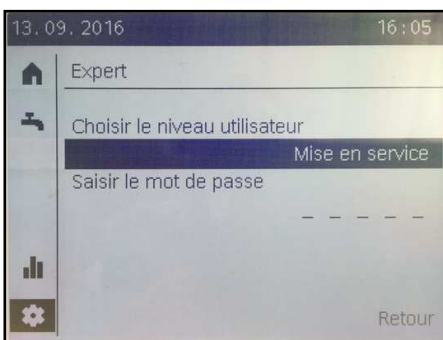 13.09.2016 16:05
Expert
Choisir le niveau utilisateur
Mise en service
Saisir le mot de passe
_ _ _ _ _
Retour